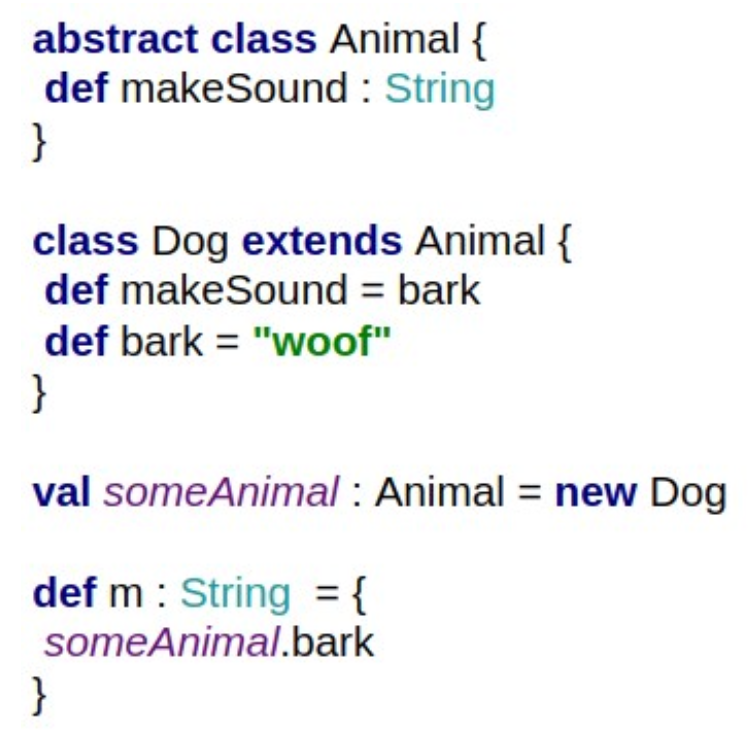 abstract class Animal {
def makeSound : String
}
class Dog extends Animal {
def makeSound = bark
def bark = "woof"
}
val someAnimal : Animal = new Dog
def m : String = {
someAnimal.bark
}